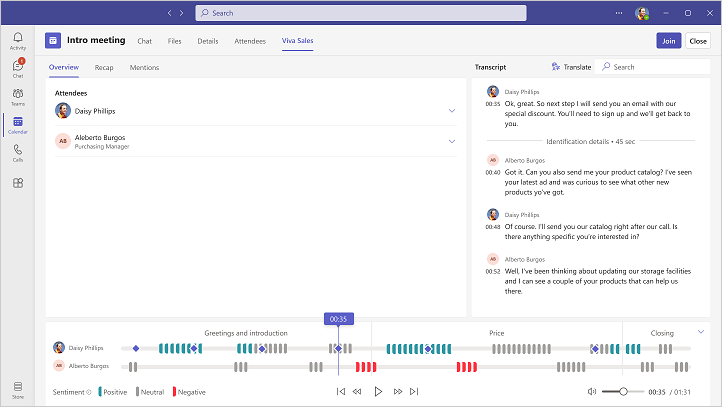 Search
Activity
Chat
1
Teams
Calendar
Calls
Store
Intro meeting
Chat
Files
Details
Attendees
Viva Sales
Join
Close
Overview
Recap
Mentions
Attendees
Daisy Phillips
AB
Aleberto Burgos
Purchasing Manager
Transcript
Translate
Search
Daisy Phillips
00:35 Ok, great. So next step I will send you an email with our
special discount. You'll need to sign up and we'll get back to
you.
Identification details • 45 sec
AB Alberto Burgos
00:40 Got it. Can you also send me your product catalog? I've seen
your latest ad and was curious to see what other new
products yo've got.
Daisy Phillips
00:48 Of course. I'll send you our catalog right after our call. Is
there anything specific you're interested in?
AB Alberto Burgos
00:52 Well, I've been thinking about updating our storage facilities
and I can see a couple of your products that can help us
there.
00:35
Greetings and introduction
Price
Closing
Daisy Phillips
AB Alberto Burgos
Sentiment
Positive
Neutral
Negative
00:35 / 01:31